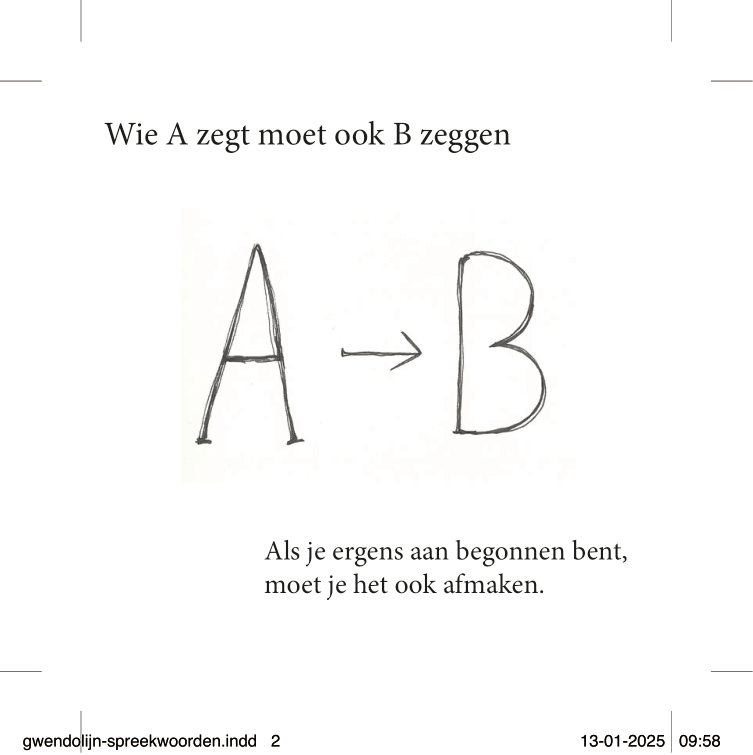 Wie A zegt moet ook B zeggen
A → B
Als je ergens aan begonnen bent,
moet je het ook afmaken.
gwendolijn-spreekwoorden.indd 2 13-01-2025 09:58